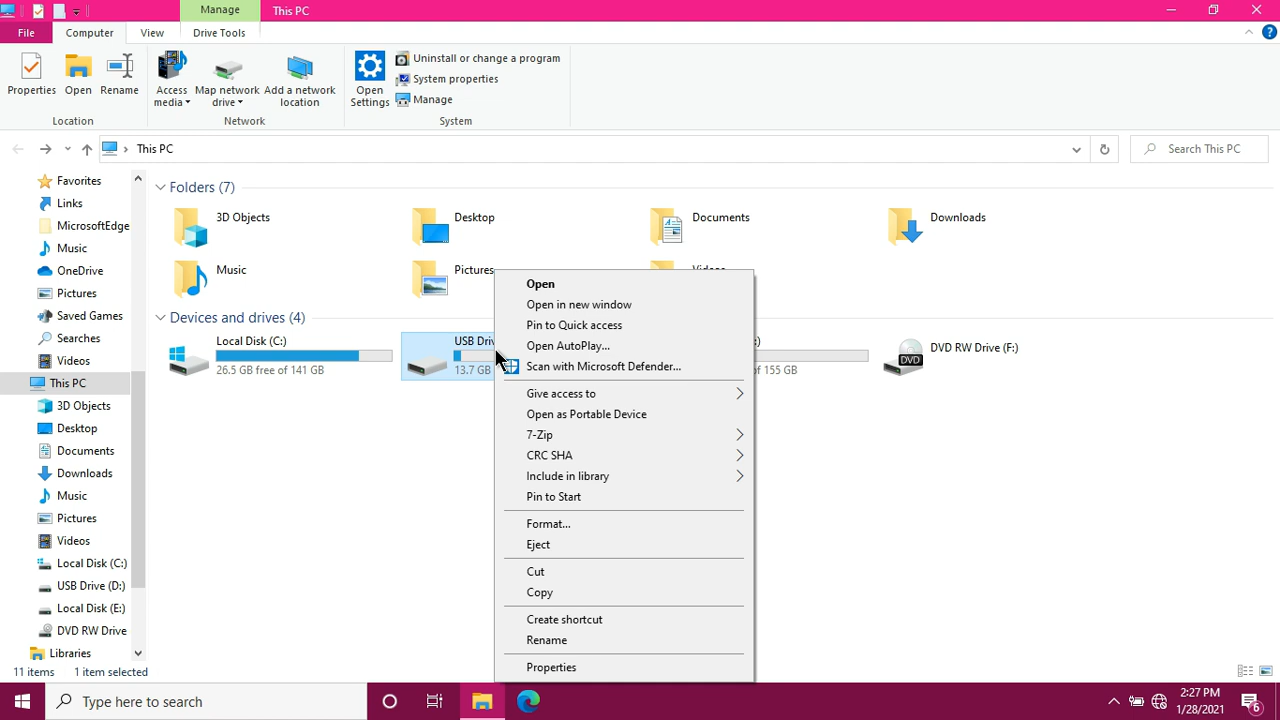 Manage
This PC
File
Computer
View
Drive Tools
Properties
Open
Rename
Access media
Map network drive
Add a network location
Open Settings
Uninstall or change a program
System properties
Manage
Location
Network
System
This PC
Search This PC
Favorites
Links
MicrosoftEdge
Music
OneDrive
Pictures
Saved Games
Searches
Videos
This PC
3D Objects
Desktop
Documents
Downloads
Music
Pictures
Videos
Local Disk (C:)
USB Drive (D:)
Local Disk (E:)
DVD RW Drive
Libraries
Folders (7)
3D Objects
Desktop
Documents
Downloads
Music
Pictures
Devices and drives (4)
Local Disk (C:)
26.5 GB free of 141 GB
USB Driv
13.7 GB
:)
of 155 GB
DVD RW Drive (F:)
DVD
Open
Open in new window
Pin to Quick access
Open AutoPlay...
Scan with Microsoft Defender...
Give access to
Open as Portable Device
7-Zip
CRC SHA
Include in library
Pin to Start
Format...
Eject
Cut
Copy
Create shortcut
Rename
Properties
11 items
1 item selected
Type here to search
2:27 PM
1/28/2021
6